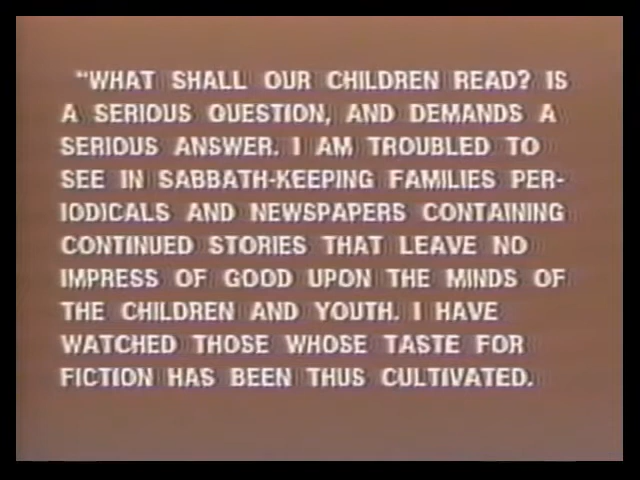 "WHAT SHALL OUR CHILDREN READ? IS
A SERIOUS QUESTION, AND DEMANDS A
SERIOUS ANSWER. I AM TROUBLED TO
SEE IN SABBATH-KEEPING FAMILIES PER-
IODICALS AND NEWSPAPERS CONTAINING
CONTINUED STORIES THAT LEAVE NO
IMPRESS OF GOOD UPON THE MINDS OF
THE CHILDREN AND YOUTH. I HAVE
WATCHED THOSE WHOSE TASTE FOR
FICTION HAS BEEN THUS CULTIVATED.